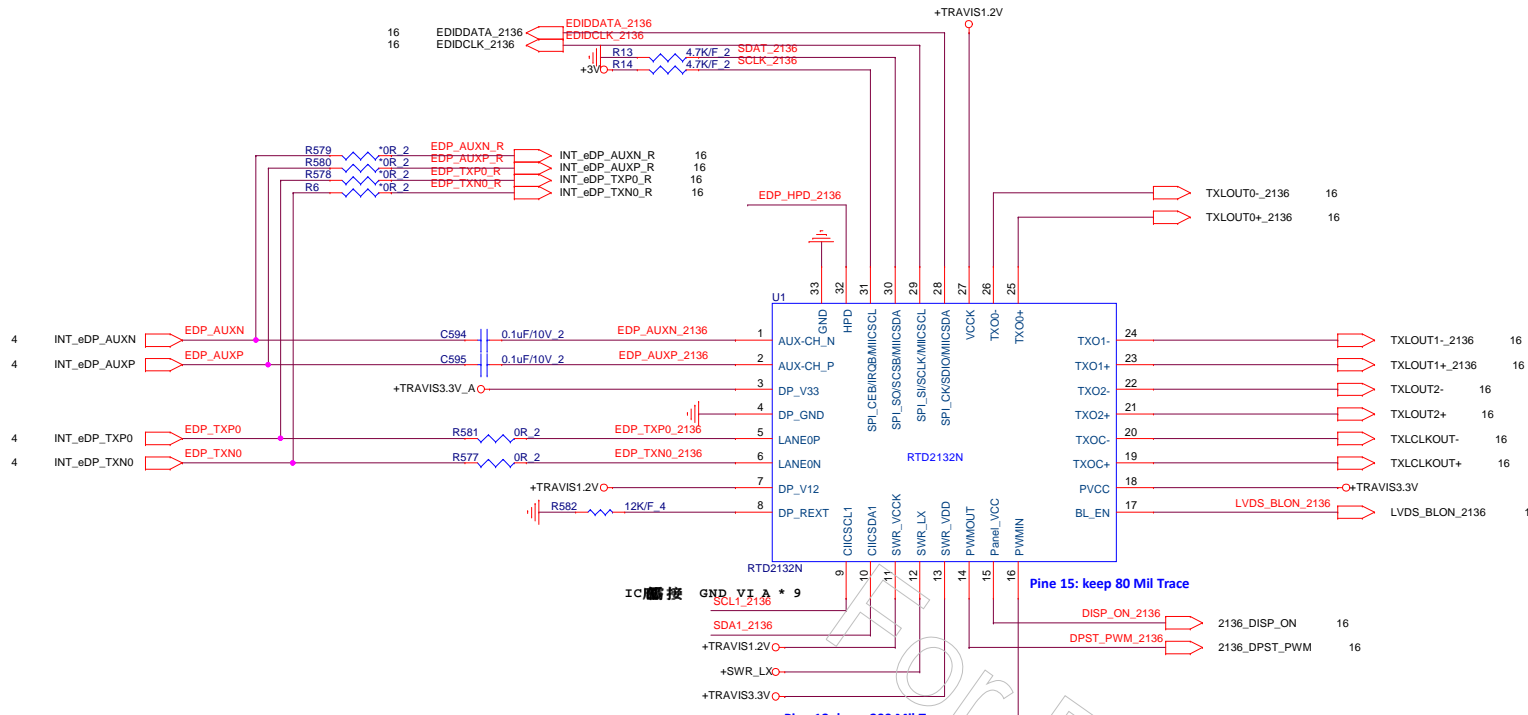 +TRAVIS1.2V
16 EDIDDATA_2136 EDIDDATA_2136
16 EDIDCLK_2136 EDIDCLK_2136
R13 4.7K/F_2 SDAT_2136
+3V R14 4.7K/F_2 SCLK_2136
R579 *0R_2 EDP_AUXN_R INT_eDP_AUXN_R 16
R580 *0R_2 EDP_AUXP_R INT_eDP_AUXP_R 16
R578 *0R_2 EDP_TXP0_R INT_eDP_TXP0_R 16
R6 *0R_2 EDP_TXN0_R INT_eDP_TXN0_R 16
EDP_HPD_2136
TXLOUT0-_2136 16
TXLOUT0+_2136 16
33 32 31 30 29 28 27 26 25
U1
GND
HPD
SPI_CEB/IRQB/MIICSCL
SPI_SO/SCSB/MIICSDA
SPI_SI/SCLK/MIICSCL
SPI_CK/SDIO/MIICSDA
VCCK
TXO0-
TXO0+
4 INT_eDP_AUXN EDP_AUXN C594 0.1uF/10V_2 EDP_AUXN_2136 1 AUX-CH_N
TXO1- 24 TXLOUT1-_2136 16
4 INT_eDP_AUXP EDP_AUXP C595 0.1uF/10V_2 EDP_AUXP_2136 2 AUX-CH_P
TXO1+ 23 TXLOUT1+_2136 16
+TRAVIS3.3V_A 3 DP_V33
TXO2- 22 TXLOUT2- 16
4 DP_GND
TXO2+ 21 TXLOUT2+ 16
4 INT_eDP_TXP0 EDP_TXP0 R581 0R_2 EDP_TXP0_2136 5 LANE0P
TXOC- 20 TXLCLKOUT- 16
4 INT_eDP_TXN0 EDP_TXN0 R577 0R_2 EDP_TXN0_2136 6 LANE0N
RTD2132N
TXOC+ 19 TXLCLKOUT+ 16
+TRAVIS1.2V 7 DP_V12
PVCC 18 +TRAVIS3.3V
R582 12K/F_4 8 DP_REXT
BL_EN 17 LVDS_BLON_2136 LVDS_BLON_2136
CIICSCL1
CIICSDA1
SWR_VCCK
SWR_LX
SWR_VDD
PWMOUT
Panel_VCC
PWMIN
RTD2132N
9 10 11 12 13 14 15 16
Pine 15: keep 80 Mil Trace
接 GND VIA * 9
SCL1_2136
DISP_ON_2136 2136_DISP_ON 16
SDA1_2136
DPST_PWM_2136 2136_DPST_PWM 16
+TRAVIS1.2V
+SWR_LX
+TRAVIS3.3V
For